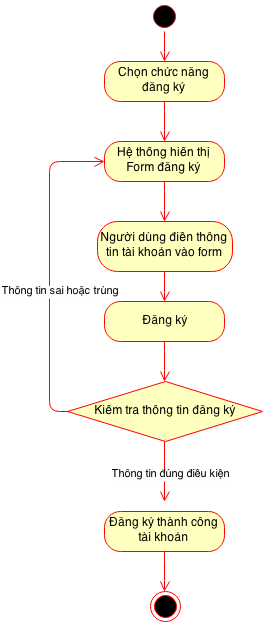 Chọn chức năng
đăng ký
Hệ thông hiển thị
Form đăng ký
Người dùng điền thông
tin tài khoản vào form
Đăng ký
Thông tin sai hoặc trùng
Kiểm tra thông tin đăng ký
Thông tin đúng điều kiện
Đăng ký thành công
tài khoản